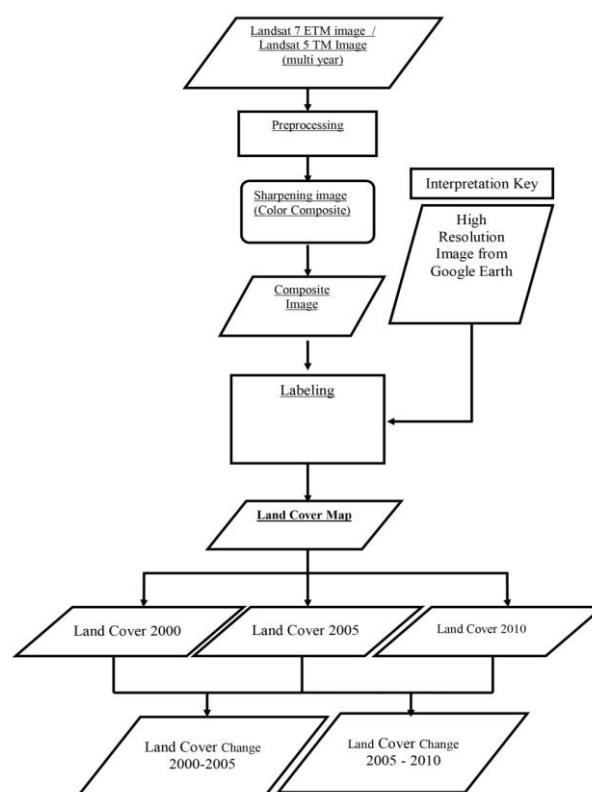 Landsat 7 ETM image /
Landsat 5 TM Image
(multi year)
Preprocessing
Sharpening image
(Color Composite)
Interpretation Key
High
Resolution
Image from
Google Earth
Composite
Image
Labeling
Land Cover Map
Land Cover 2000
Land Cover 2005
Land Cover 2010
Land Cover Change
2000-2005
Land Cover Change
2005 - 2010